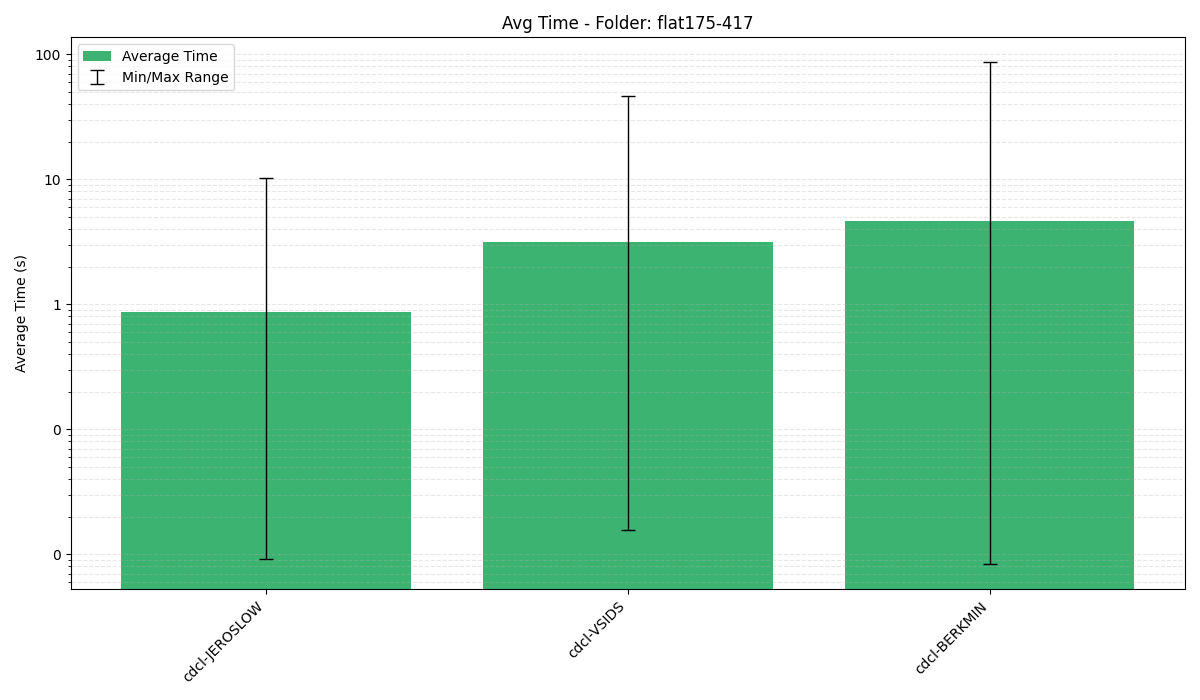 Avg Time - Folder: flat175-417
Average Time
Min/Max Range
Average Time (s)
100
10
1
0
0
cdcl-JEROSLOW
cdcl-VSIDS
cdcl-BERKMIN